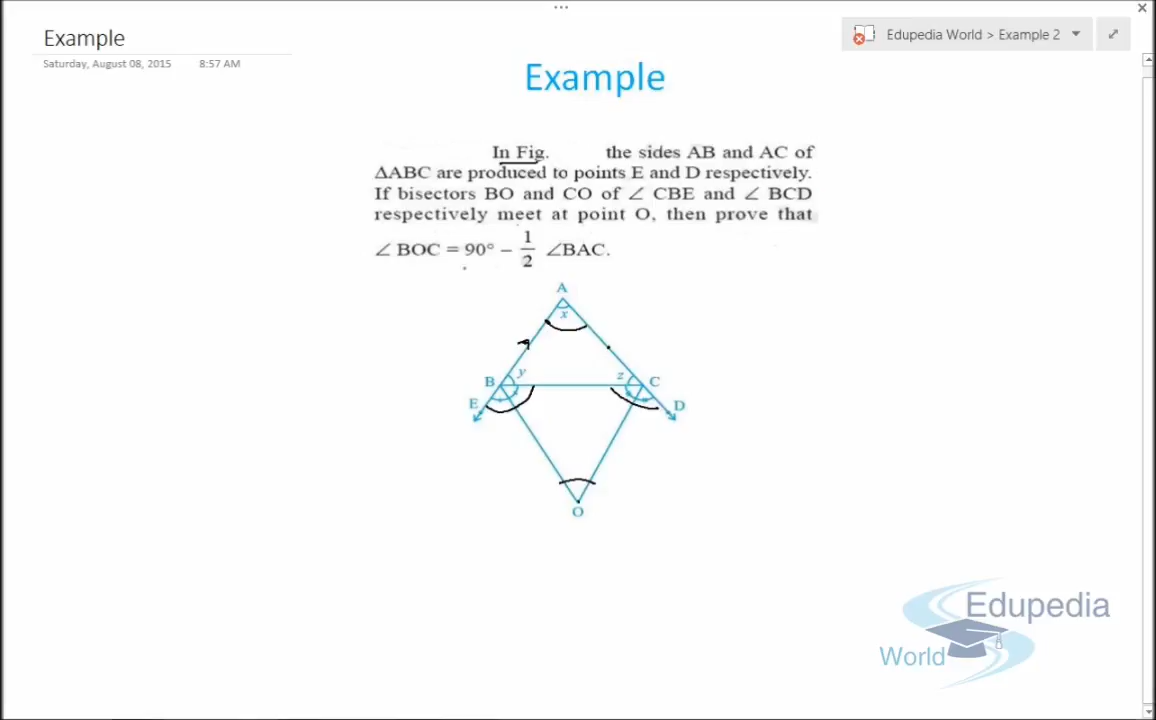 Example
Saturday, August 08, 2015 8:57 AM
Edupedia World > Example 2
Example
In Fig. the sides AB and AC of
ΔABC are produced to points E and D respectively.
If bisectors BO and CO of ∠ CBE and ∠ BCD
respectively meet at point O, then prove that
∠ BOC = 90° – 1/2 ∠BAC.
A
x
B y z C
E D
O
Edupedia
World